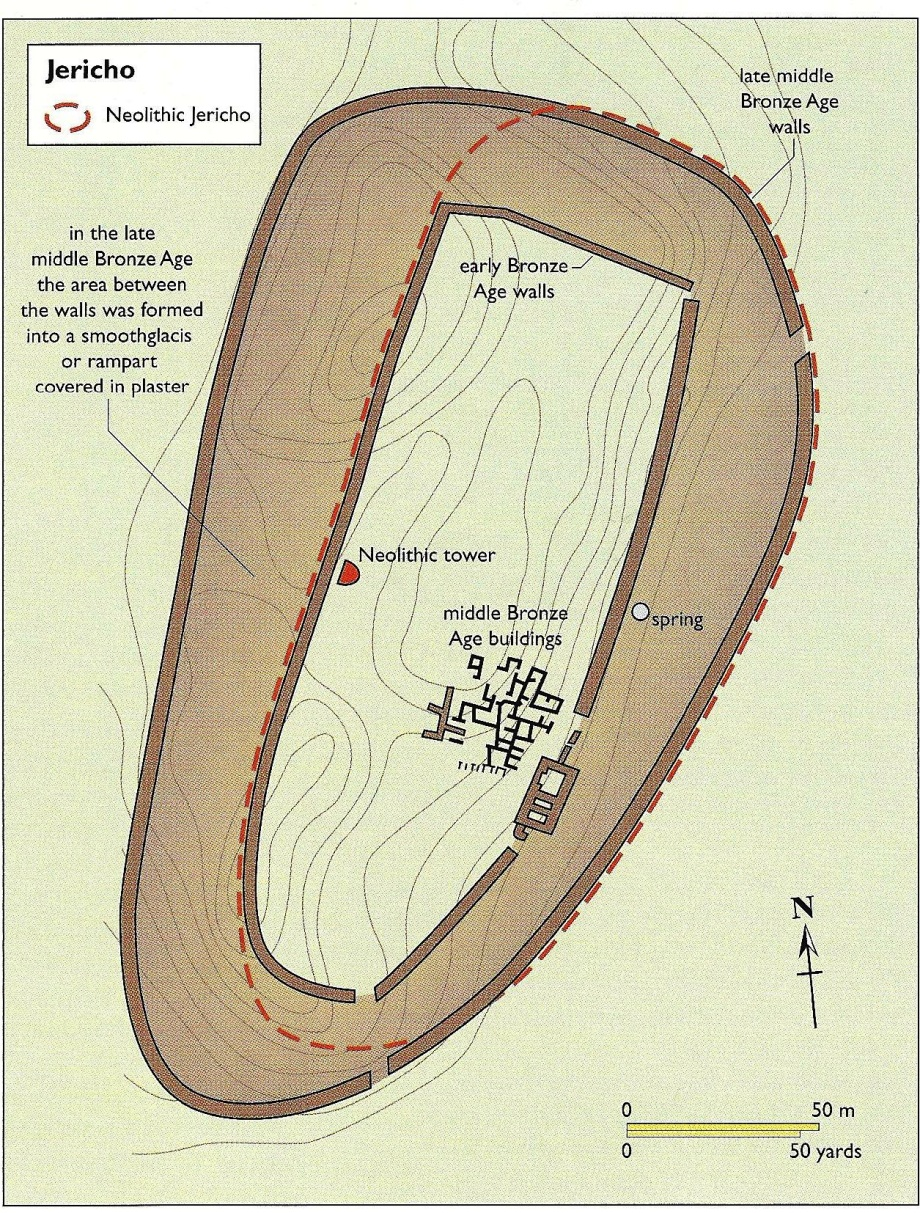 Jericho
Neolithic Jericho
late middle
Bronze Age
walls
in the late
middle Bronze Age
the area between
the walls was formed
into a smoothglacis
or rampart
covered in plaster
early Bronze
Age walls
Neolithic tower
middle Bronze
Age buildings
spring
N
0 50 m
0 50 yards